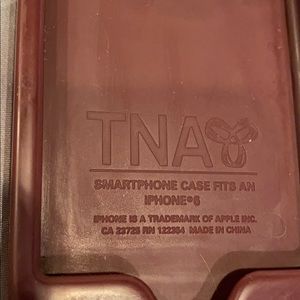 TNA
SMARTPHONE CASE FITS AN
IPHONE®6
IPHONE IS A TRADEMARK OF APPLE INC.
CA 23725 RN 122354 MADE IN CHINA